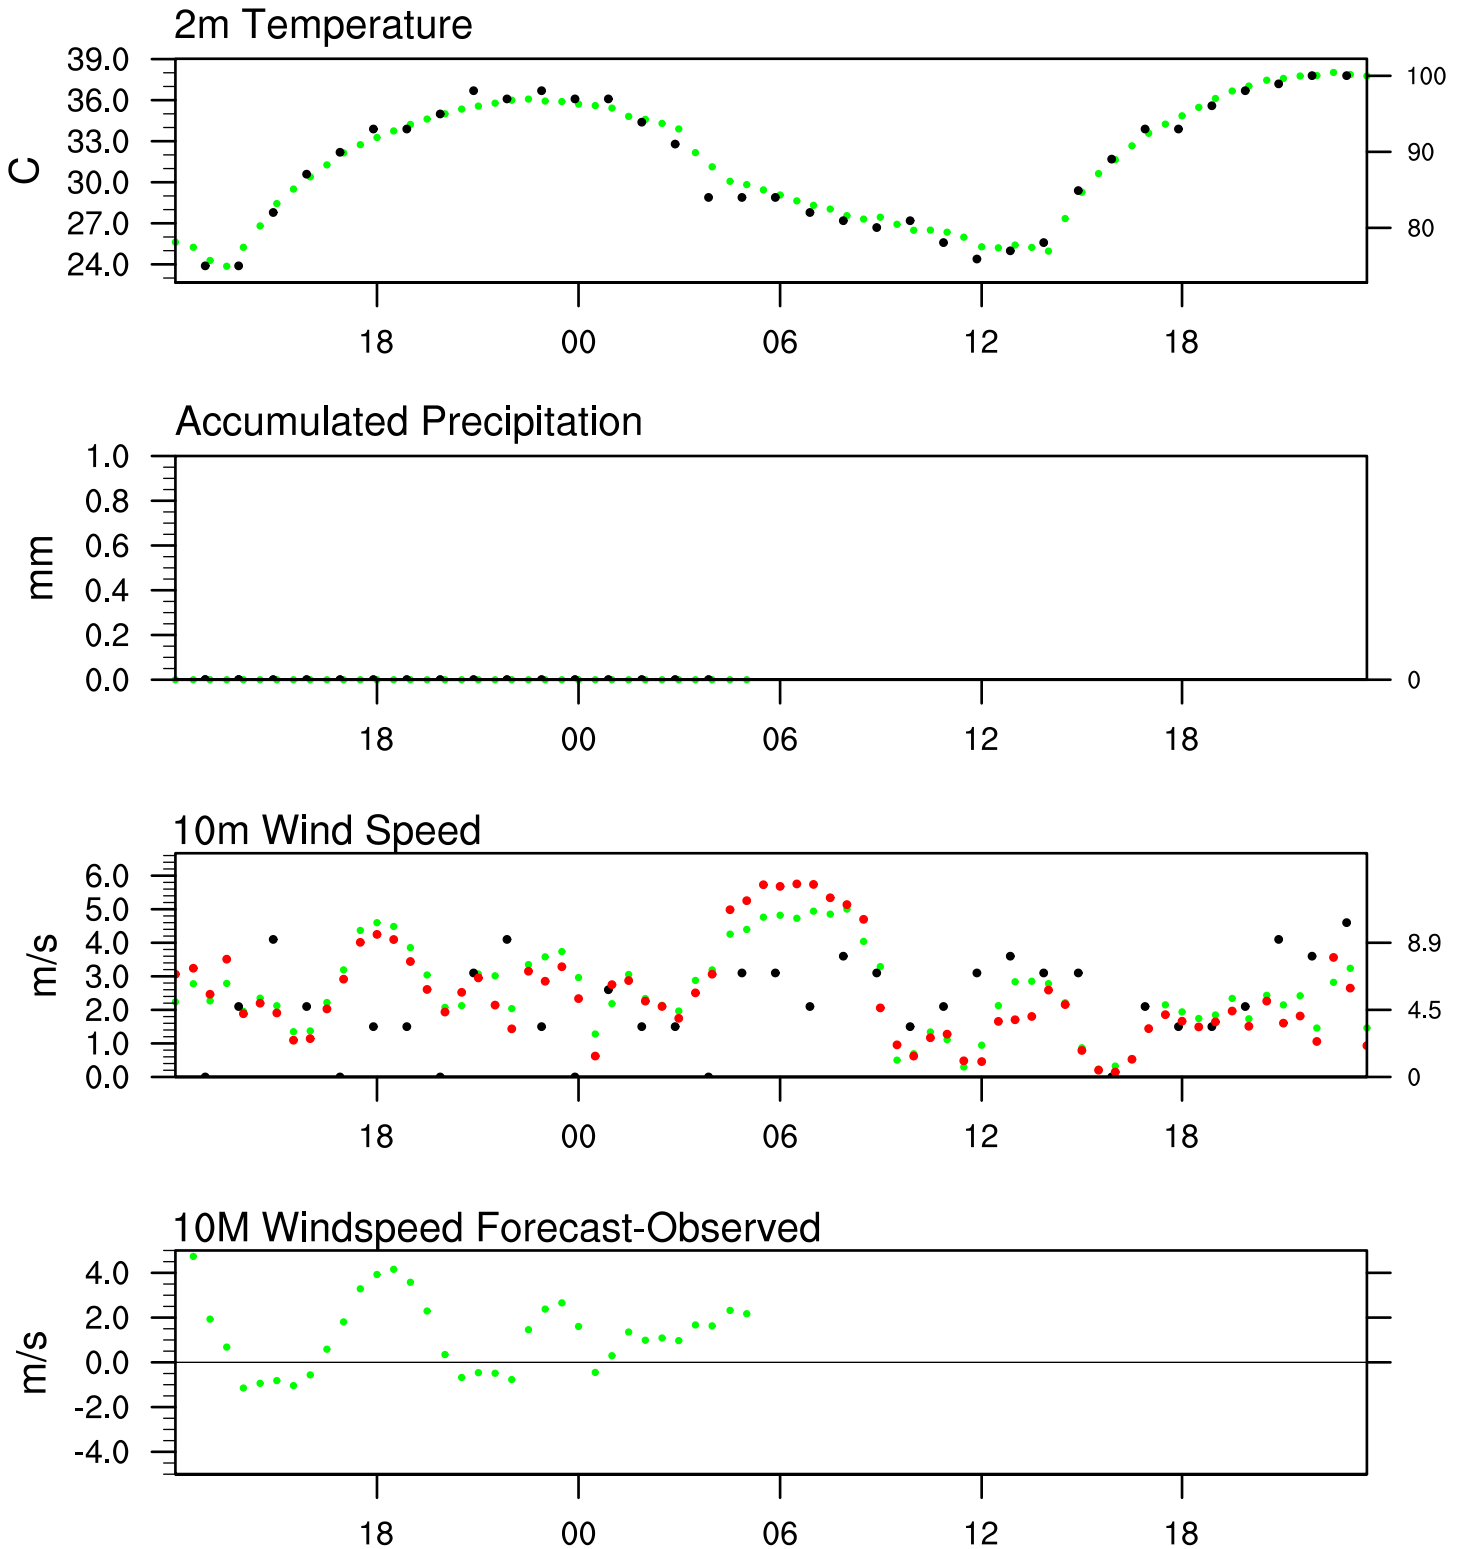 2m Temperature
39.0
36.0
33.0
30.0
27.0
24.0
C
100
90
80
18 00 06 12 18
Accumulated Precipitation
1.0
0.8
0.6
0.4
0.2
0.0
mm
0
18 00 06 12 18
10m Wind Speed
6.0
5.0
4.0
3.0
2.0
1.0
0.0
m/s
8.9
4.5
0
18 00 06 12 18
10M Windspeed Forecast-Observed
4.0
2.0
0.0
-2.0
-4.0
m/s
18 00 06 12 18